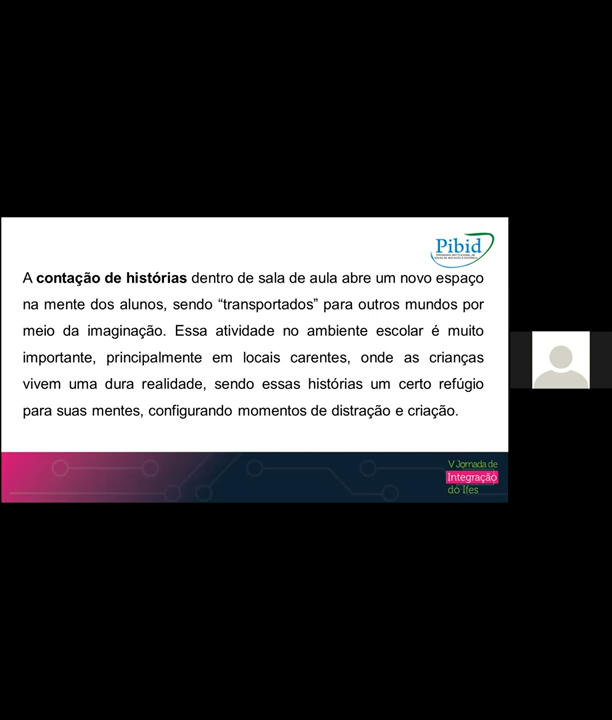 Pibid
A contação de histórias dentro de sala de aula abre um novo espaço
na mente dos alunos, sendo “transportados” para outros mundos por
meio da imaginação. Essa atividade no ambiente escolar é muito
importante, principalmente em locais carentes, onde as crianças
vivem uma dura realidade, sendo essas histórias um certo refúgio
para suas mentes, configurando momentos de distração e criação.
V Jornada de
Integração
do Ifes